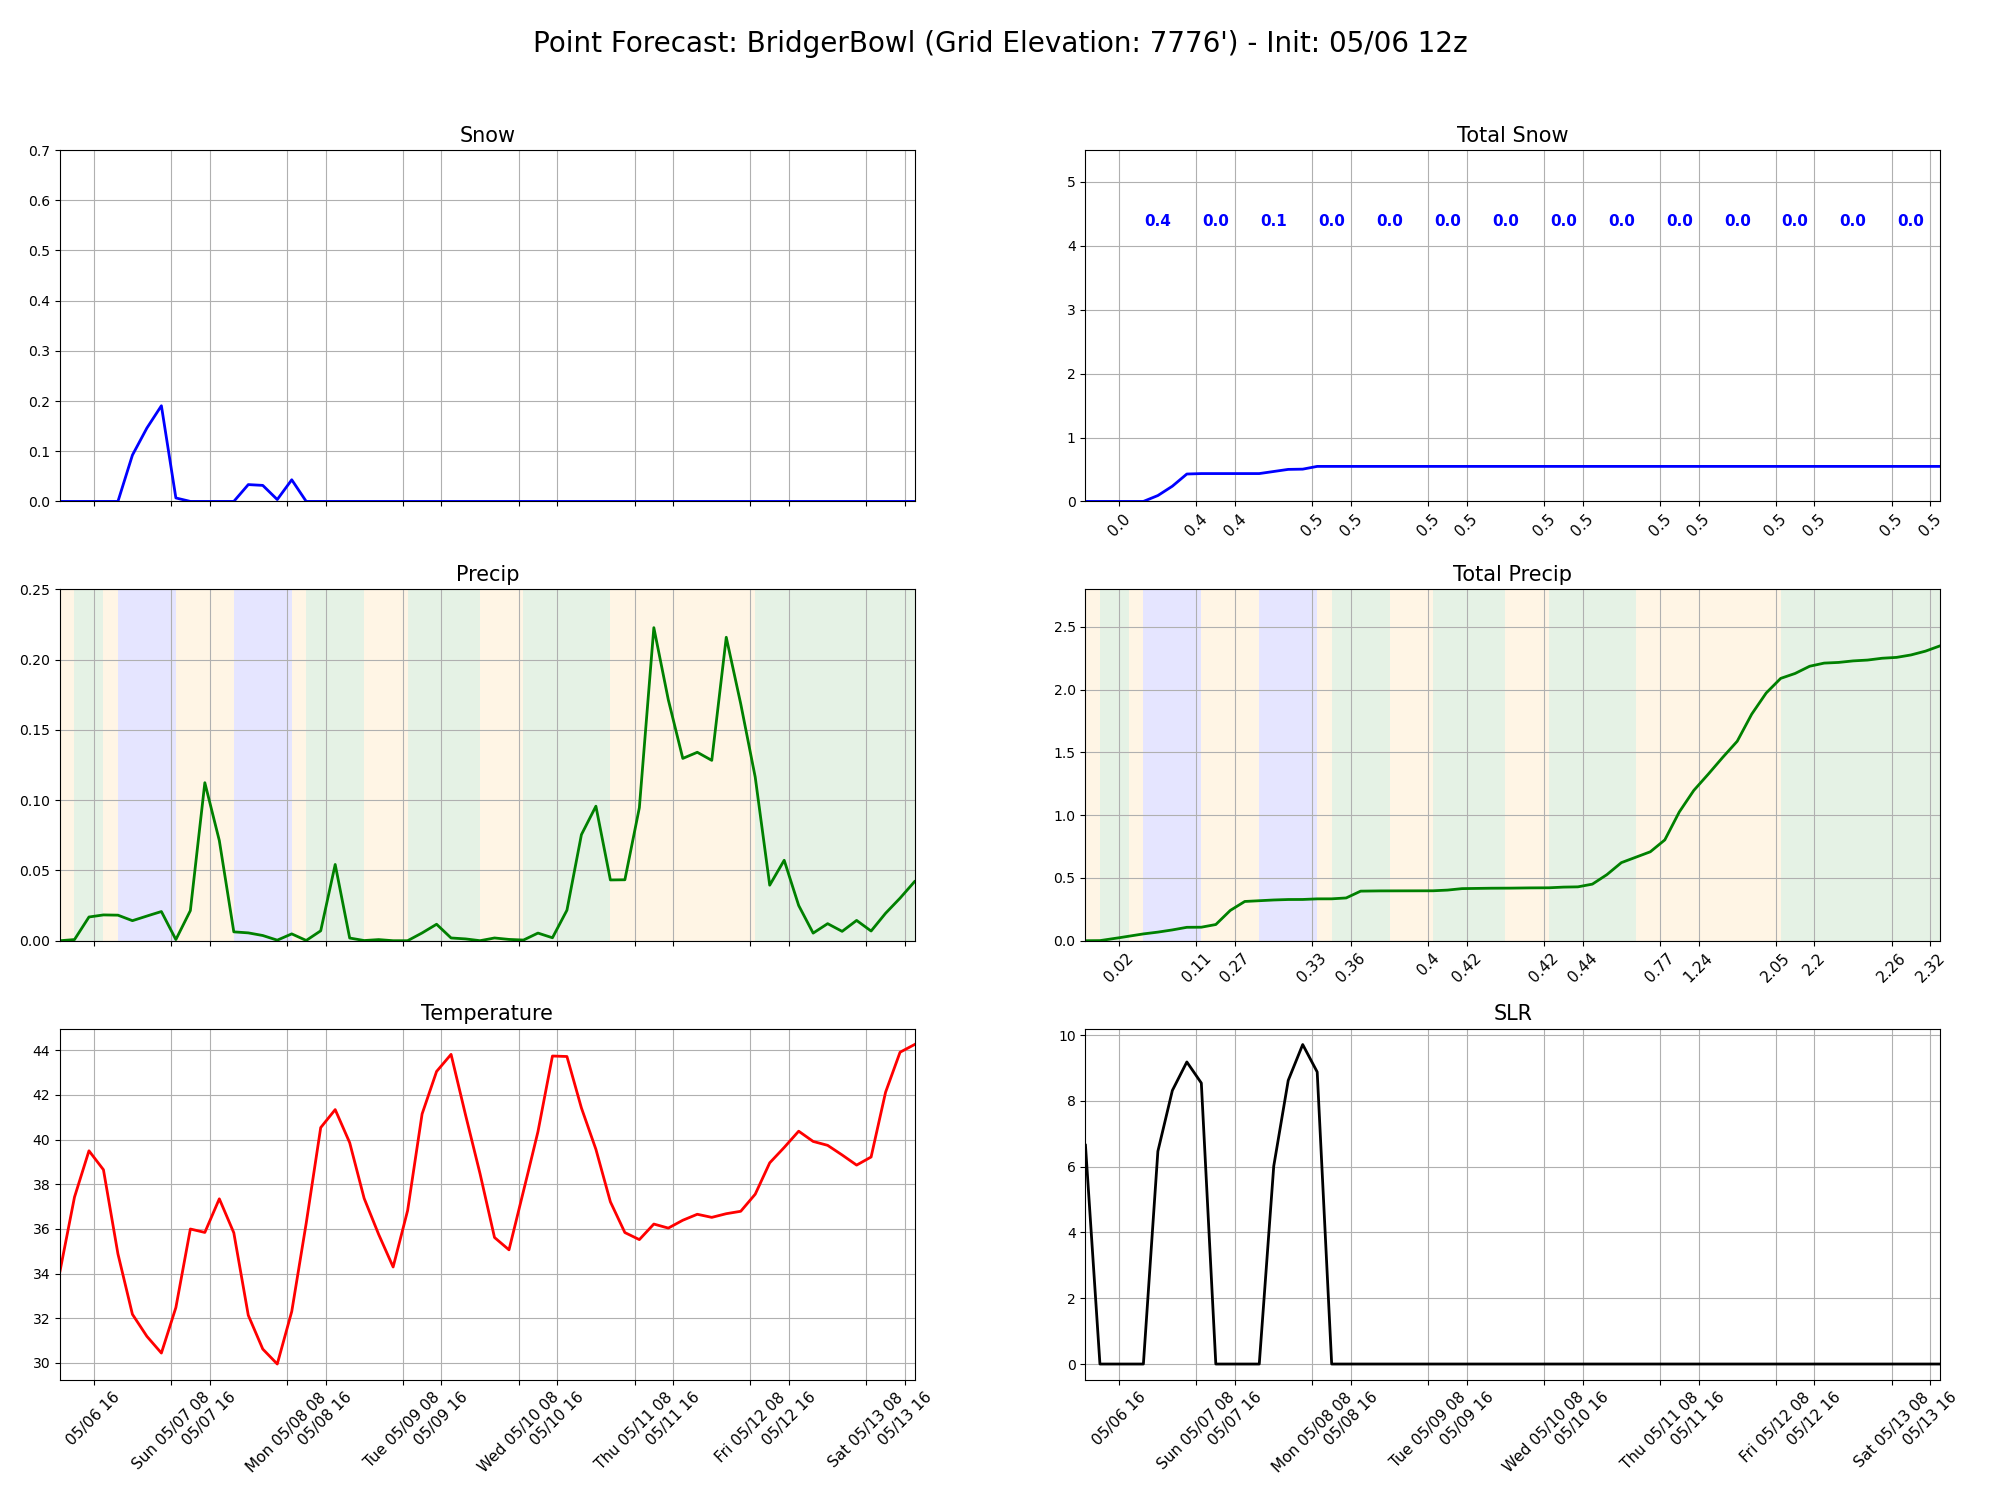 Point Forecast: BridgerBowl (Grid Elevation: 7776') - Init: 05/06 12z
Snow
0.7
0.6
0.5
0.4
0.3
0.2
0.1
0.0
Total Snow
5
4
3
2
1
0
0.4 0.0 0.1 0.0 0.0 0.0 0.0 0.0 0.0 0.0 0.0 0.0 0.0 0.0
0.0 0.4 0.4 0.5 0.5 0.5 0.5 0.5 0.5 0.5 0.5 0.5 0.5 0.5 0.5
Precip
0.25
0.20
0.15
0.10
0.05
0.00
Total Precip
2.5
2.0
1.5
1.0
0.5
0.0
0.02 0.11 0.27 0.33 0.36 0.4 0.42 0.42 0.44 0.77 1.24 2.05 2.2 2.26 2.32
Temperature
44
42
40
38
36
34
32
30
05/06 16
Sun 05/07 08
05/07 16
Mon 05/08 08
05/08 16
Tue 05/09 08
05/09 16
Wed 05/10 08
05/10 16
Thu 05/11 08
05/11 16
Fri 05/12 08
05/12 16
Sat 05/13 08
05/13 16
SLR
10
8
6
4
2
0
05/06 16
Sun 05/07 08
05/07 16
Mon 05/08 08
05/08 16
Tue 05/09 08
05/09 16
Wed 05/10 08
05/10 16
Thu 05/11 08
05/11 16
Fri 05/12 08
05/12 16
Sat 05/13 08
05/13 16